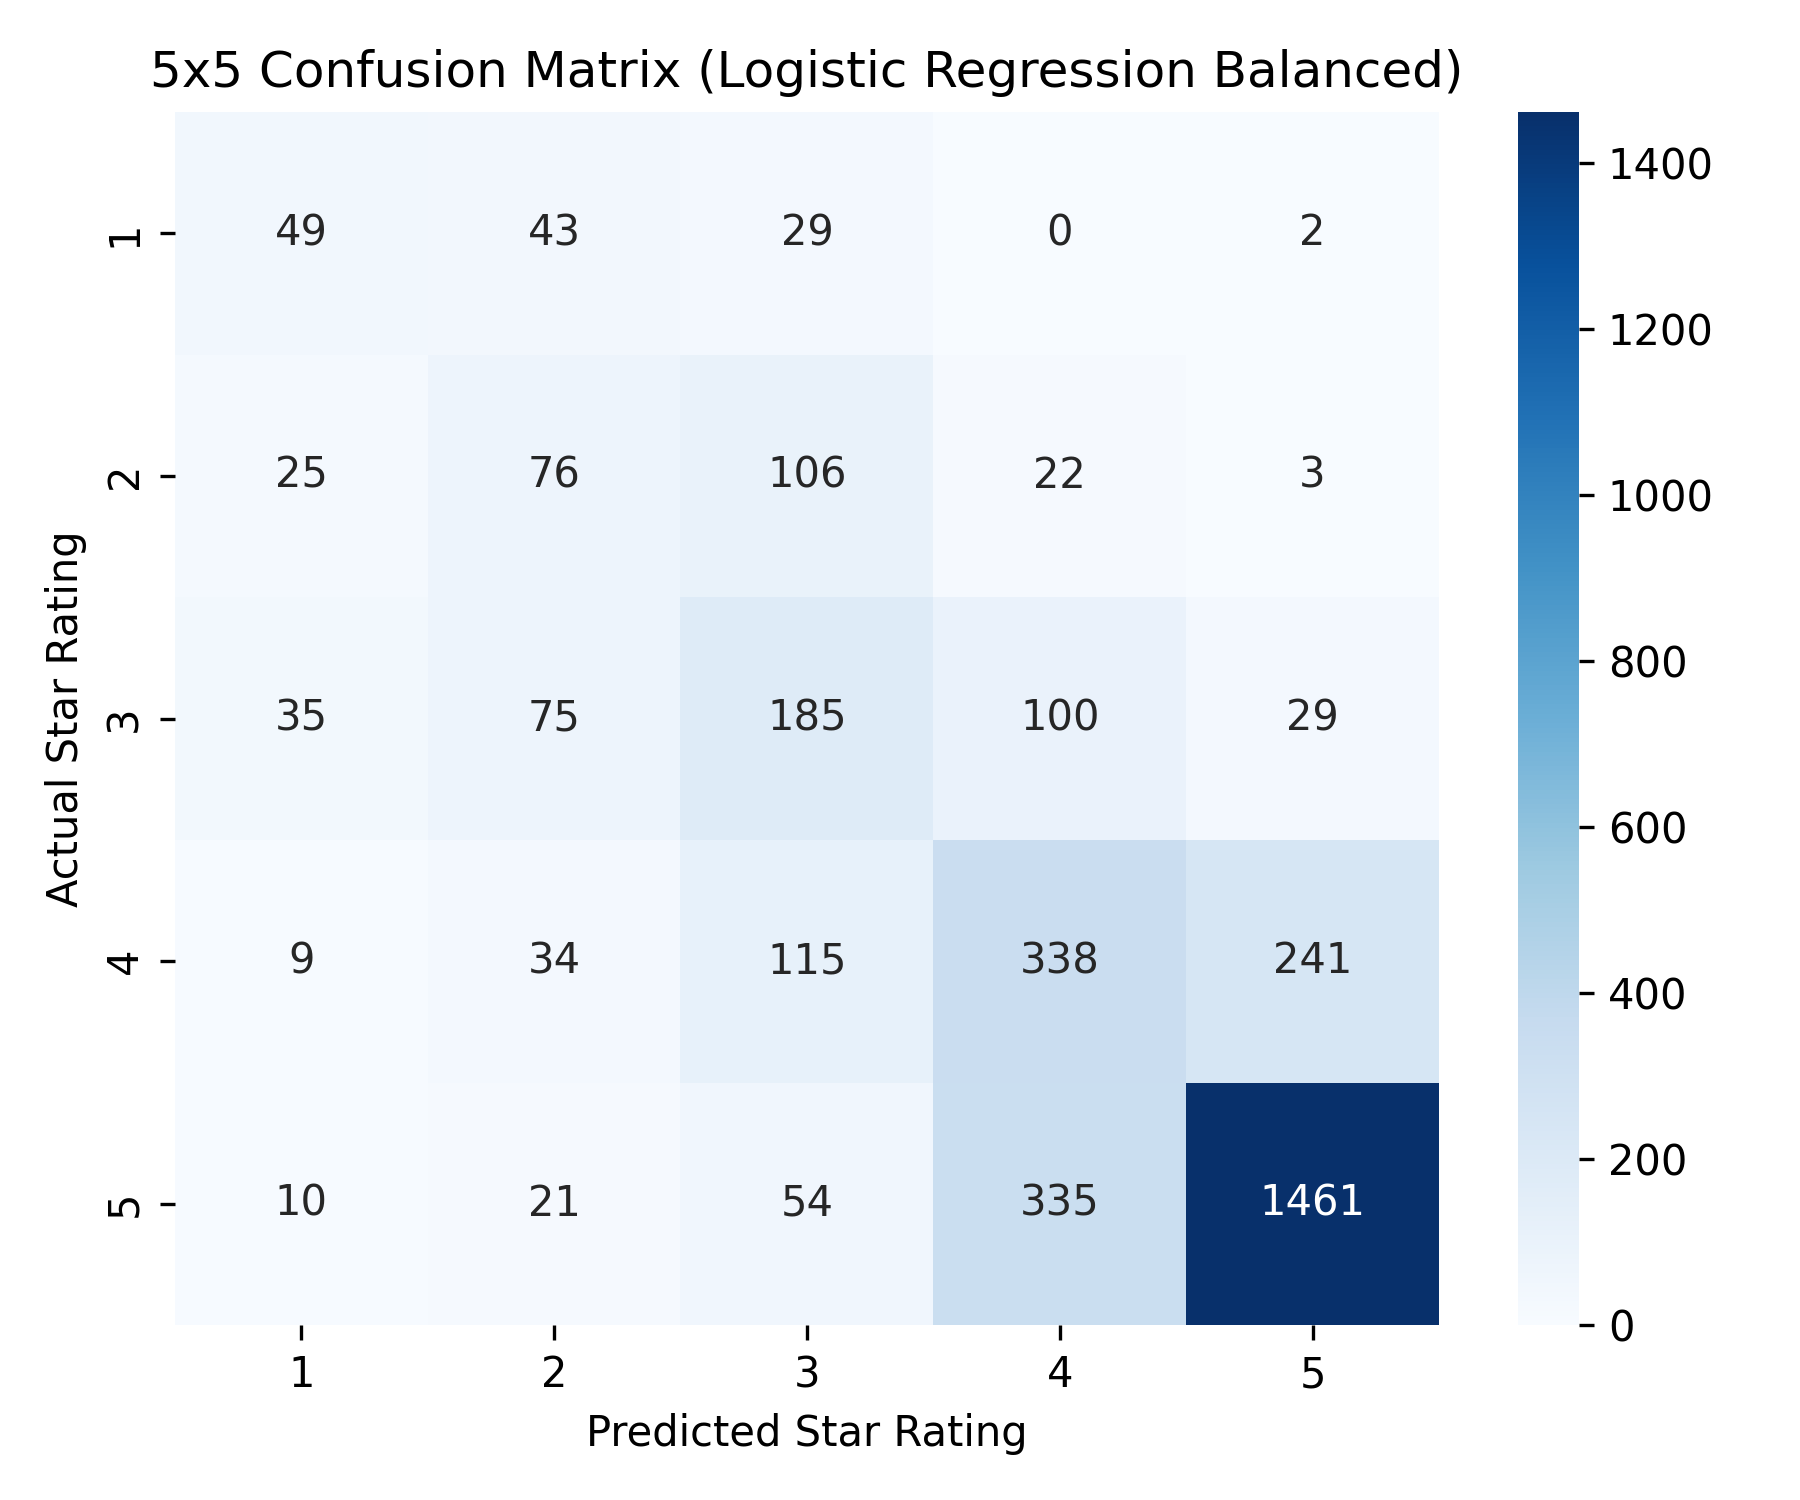 5x5 Confusion Matrix (Logistic Regression Balanced)
1 49 43 29 0 2
2 25 76 106 22 3
3 35 75 185 100 29
4 9 34 115 338 241
5 10 21 54 335 1461
1 2 3 4 5
Predicted Star Rating
Actual Star Rating
1400
1200
1000
800
600
400
200
0